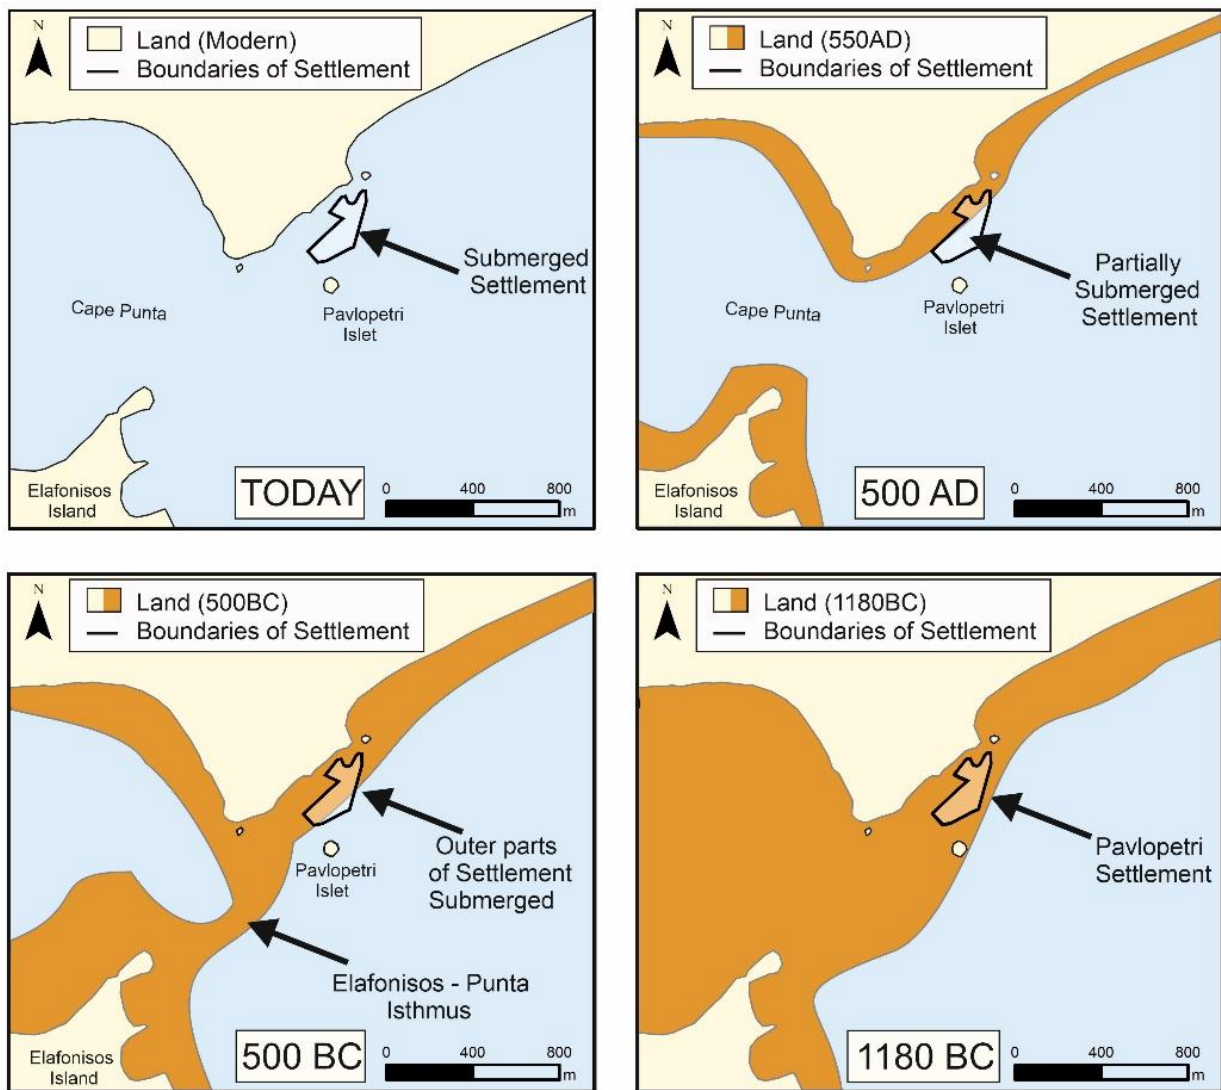 N
Land (Modern)
Boundaries of Settlement
Submerged
Settlement
Cape Punta
Pavlopetri
Islet
Elafonisos
Island
TODAY
0 400 800
m
N
Land (550AD)
Boundaries of Settlement
Partially
Submerged
Settlement
Cape Punta
Pavlopetri
Islet
Elafonisos
Island
500 AD
0 400 800
m
N
Land (500BC)
Boundaries of Settlement
Pavlopetri
Islet
Outer parts
of Settlement
Submerged
Elafonisos - Punta
Isthmus
Elafonisos
Island
500 BC
0 400 800
m
N
Land (1180BC)
Boundaries of Settlement
Pavlopetri
Settlement
1180 BC
0 400 800
m